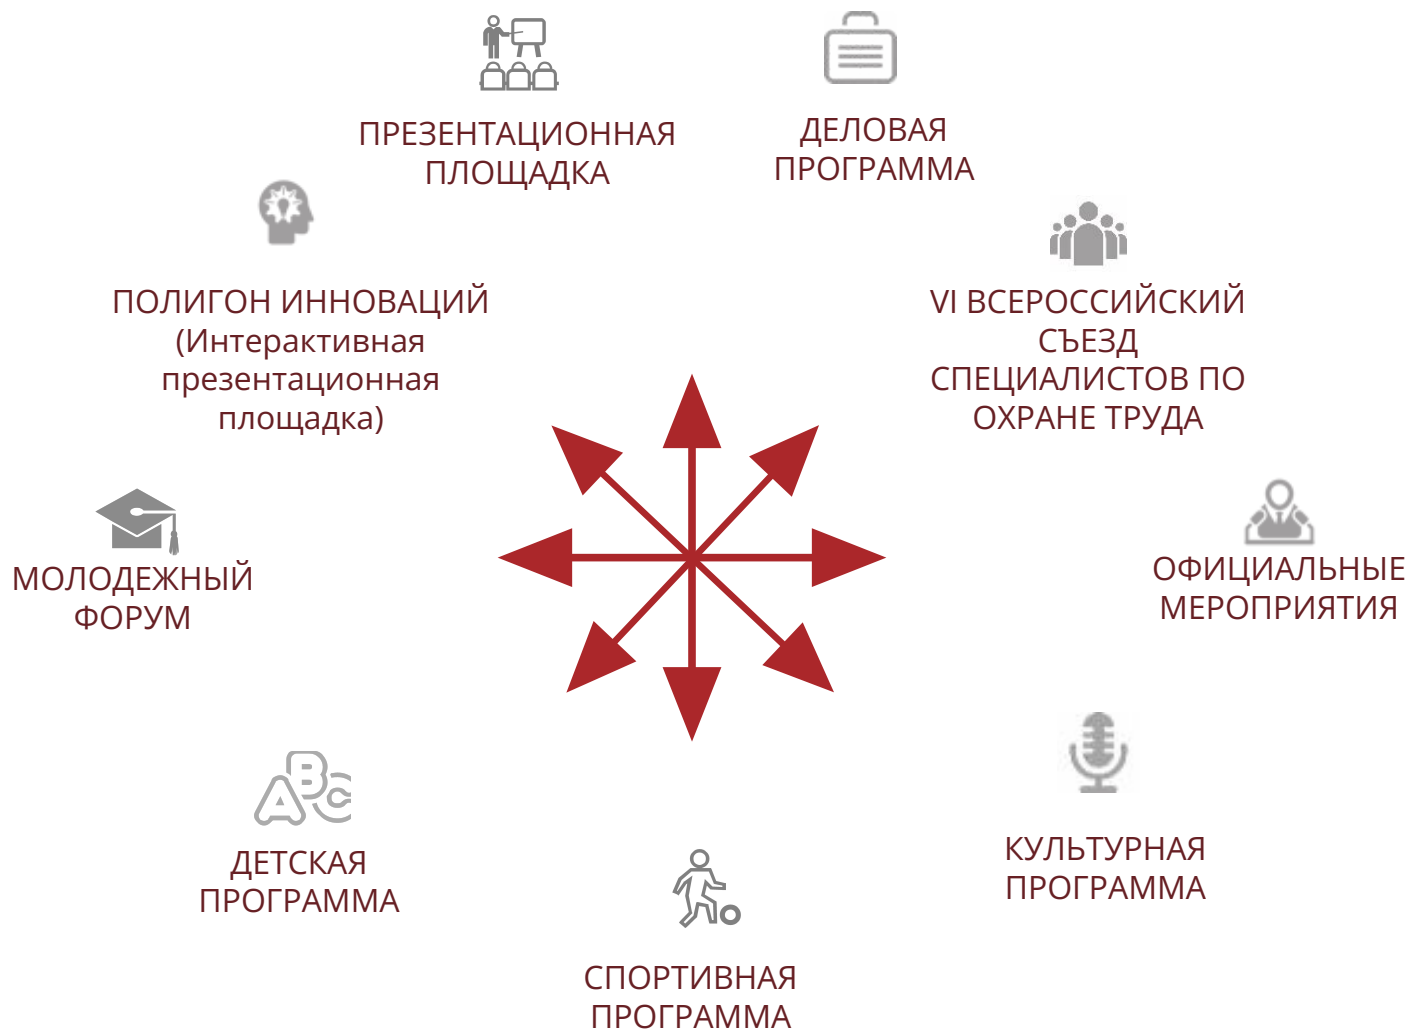 ПРЕЗЕНТАЦИОННАЯ
ПЛОЩАДКА
ДЕЛОВАЯ
ПРОГРАММА
ПОЛИГОН ИННОВАЦИЙ
(Интерактивная
презентационная
площадка)
VI ВСЕРОССИЙСКИЙ
СЪЕЗД
СПЕЦИАЛИСТОВ ПО
ОХРАНЕ ТРУДА
МОЛОДЕЖНЫЙ
ФОРУМ
ОФИЦИАЛЬНЫЕ
МЕРОПРИЯТИЯ
ABC
ДЕТСКАЯ
ПРОГРАММА
КУЛЬТУРНАЯ
ПРОГРАММА
СПОРТИВНАЯ
ПРОГРАММА